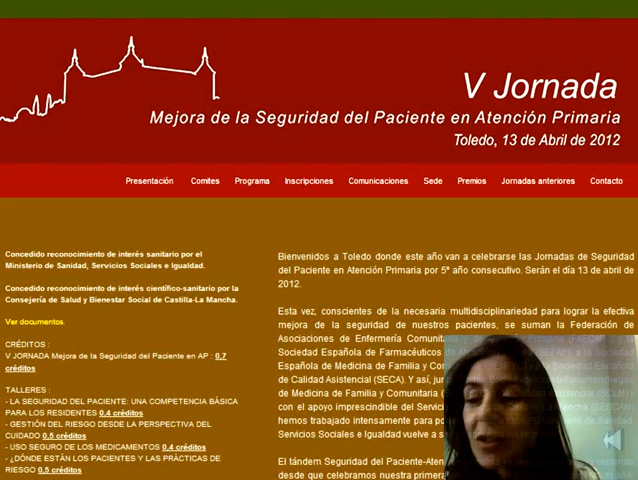 V Jornada
Mejora de la Seguridad del Paciente en Atención Primaria
Toledo, 13 de Abril de 2012
Presentación Comites Programa Inscripciones Comunicaciones Sede Premios Jornadas anteriores Contacto
Concedido reconocimiento de interés sanitario por el
Ministerio de Sanidad, Servicios Sociales e Igualdad.
Concedido reconocimiento de interés científico-sanitario por la
Consejería de Salud y Bienestar Social de Castilla-La Mancha.
Ver documentos.
CRÉDITOS :
V JORNADA Mejora de la Seguridad del Paciente en AP : 0,7
créditos
TALLERES :
- LA SEGURIDAD DEL PACIENTE: UNA COMPETENCIA BÁSICA
PARA LOS RESIDENTES 0,4 créditos
- GESTIÓN DEL RIESGO DESDE LA PERSPECTIVA DEL
CUIDADO 0,5 créditos
- USO SEGURO DE LOS MEDICAMENTOS 0,4 créditos
- ¿DÓNDE ESTÁN LOS PACIENTES Y LAS PRÁCTICAS DE
RIESGO 0,5 créditos
Bienvenidos a Toledo donde este año van a celebrarse las Jornadas de Seguridad
del Paciente en Atención Primaria por 5º año consecutivo. Serán el día 13 de abril de
2012.
Esta vez, conscientes de la necesaria multidisciplinariedad para lograr la efectiva
mejora de la seguridad de nuestros pacientes, se suman la Federación de
Asociaciones de Enfermería Comunitaria y
Sociedad Española de Farmacéuticos de
Española de Medicina de Familia y
de Calidad Asistencial (SECA). Y así,
de Medicina de Familia y Comunitaria
con el apoyo imprescindible del
hemos trabajado intensamente para
Servicios Sociales e Igualdad vuelve a
El tándem Seguridad del
desde que celebramos nuestra